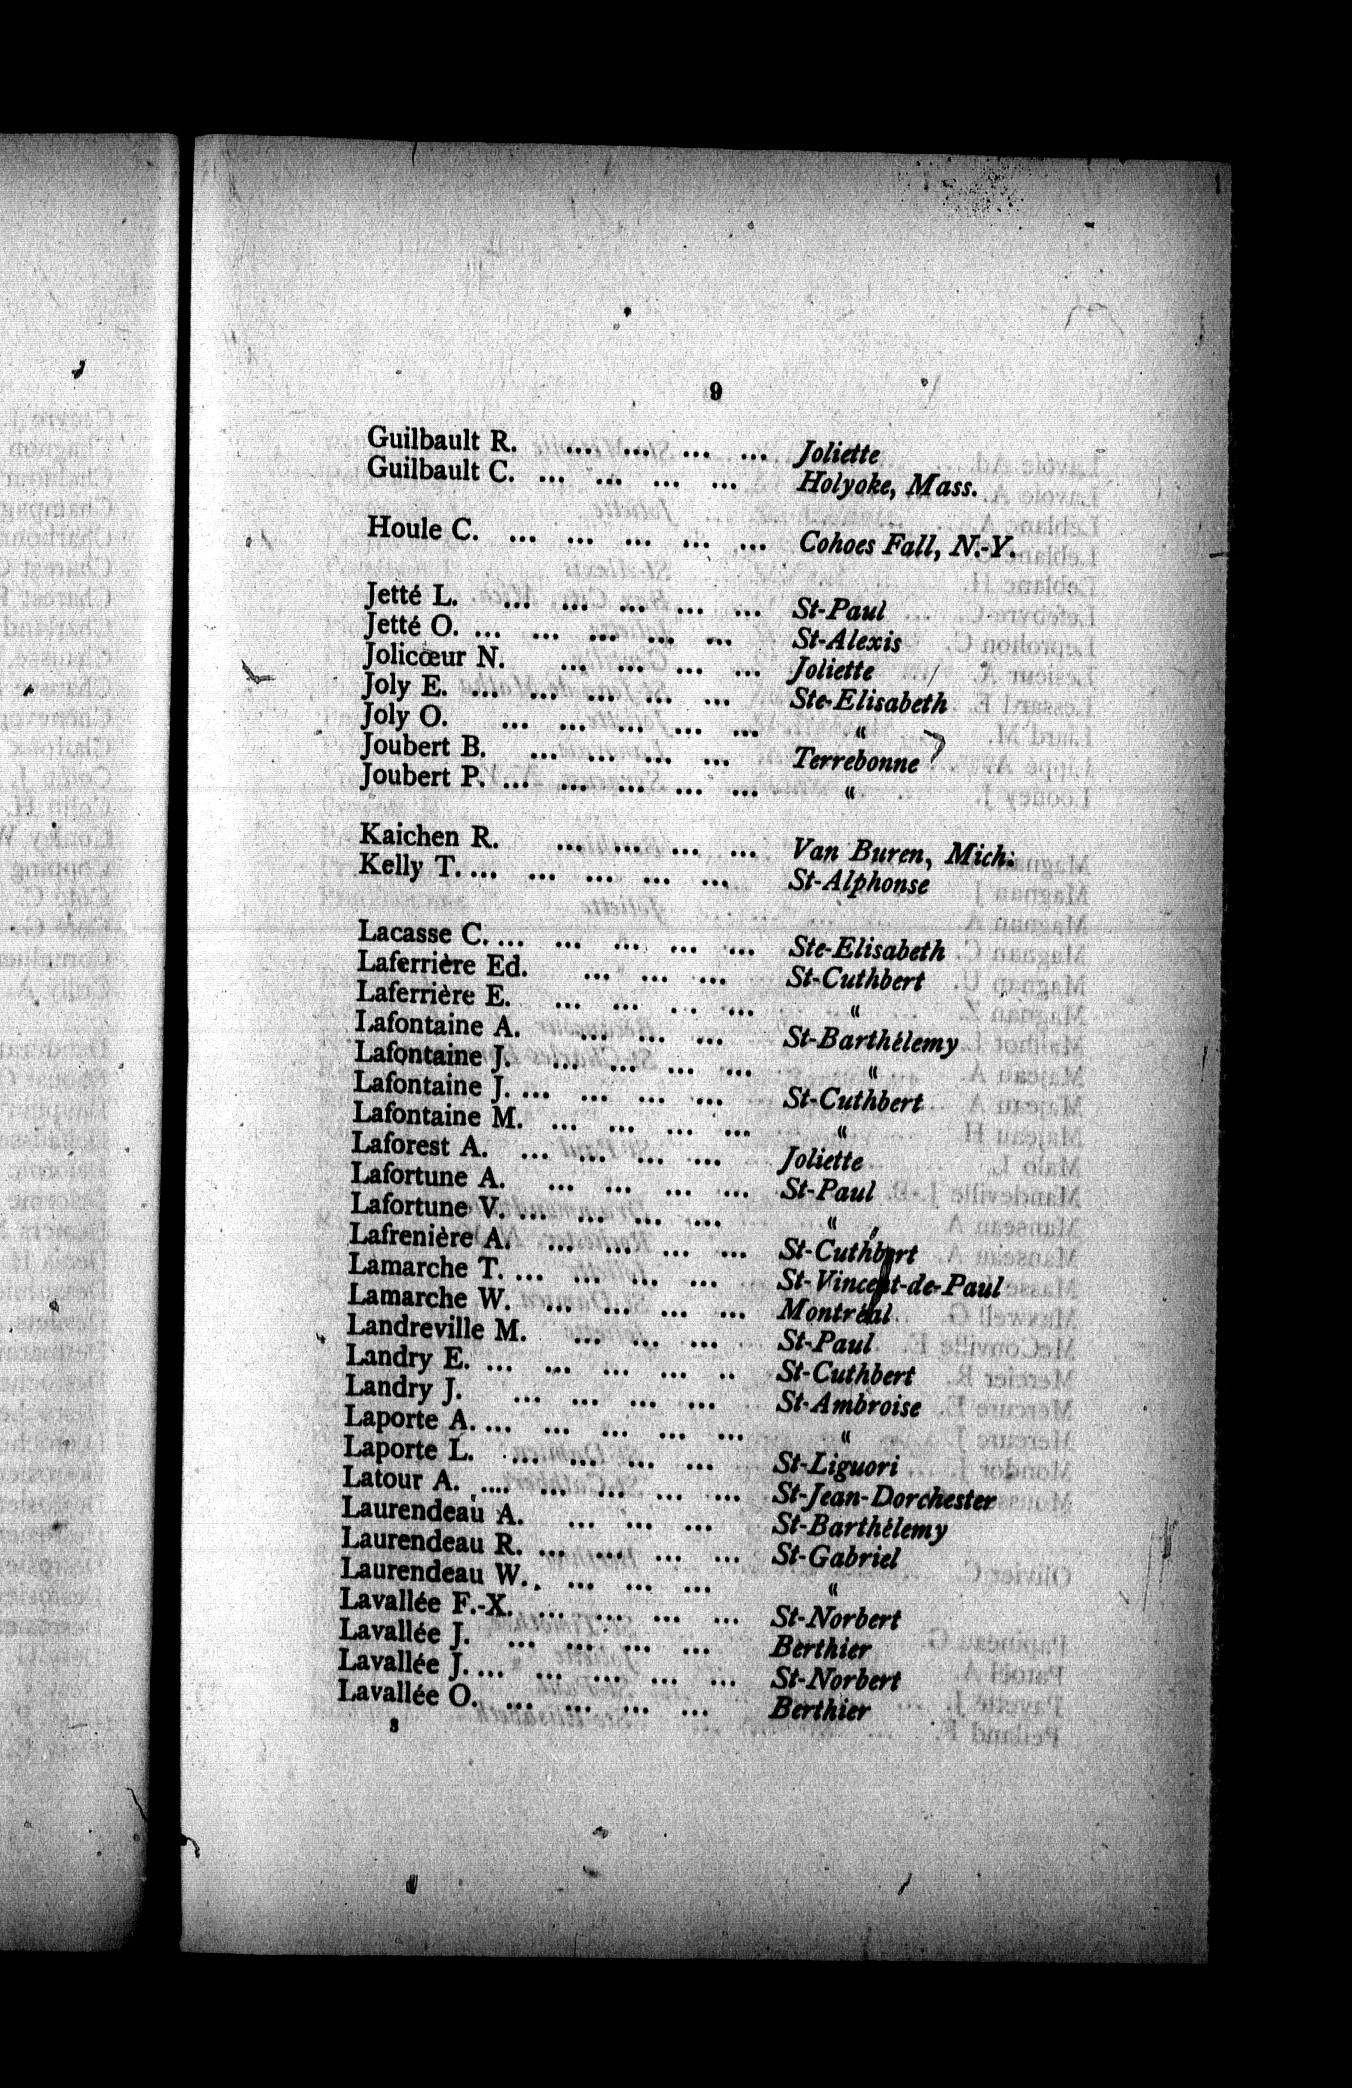 9
Guilbault R. ... ... ... ... Joliette
Guilbault C. ... ... ... ... Holyoke, Mass.
Houle C. ... ... ... ... ... Cohoes Fall, N.-Y.
Jetté L. ... ... ... ... ... St-Paul
Jetté O. ... ... ... ... ... St-Alexis
Jolicœur N. ... ... ... ... Joliette
Joly E. ... ... ... ... ... Ste-Elisabeth
Joly O. ... ... ... ... ... "
Joubert B. ... ... ... ... Terrebonne
Joubert P. ... ... ... ... ... "
Kaichen R. ... ... ... ... Van Buren, Mich.
Kelly T. ... ... ... ... ... St-Alphonse
Lacasse C. ... ... ... ... ... Ste-Elisabeth
Laferrière Ed. ... ... ... St-Cuthbert
Laferrière E. ... ... ... ... "
Lafontaine A. ... ... ... St-Barthélemy
Lafontaine J. ... ... ... ... "
Lafontaine J. ... ... ... ... St-Cuthbert
Lafontaine M. ... ... ... ... "
Laforest A. ... ... ... ... Joliette
Lafortune A. ... ... ... ... St-Paul
Lafortune V. ... ... ... ... "
Lafrenière A. ... ... ... ... St-Cuthbert
Lamarche T. ... ... ... ... St-Vincent-de-Paul
Lamarche W. ... ... ... ... Montréal
Landreville M. ... ... ... St-Paul
Landry E. ... ... ... ... .. St-Cuthbert
Landry J. ... ... ... ... St-Ambroise
Laporte A. ... ... ... ... ... "
Laporte L. ... ... ... ... St-Liguori
Latour A. ... ... ... ... ... St-Jean-Dorchester
Laurendeau A. ... ... ... St-Barthélemy
Laurendeau R. ... ... ... ... St-Gabriel
Laurendeau W. . ... ... ... "
Lavallée F.-X. ... ... ... ... St-Norbert
Lavallée J. ... ... ... ... Berthier
Lavallée J. ... ... ... ... ... St-Norbert
Lavallée O. ... ... ... ... Berthier